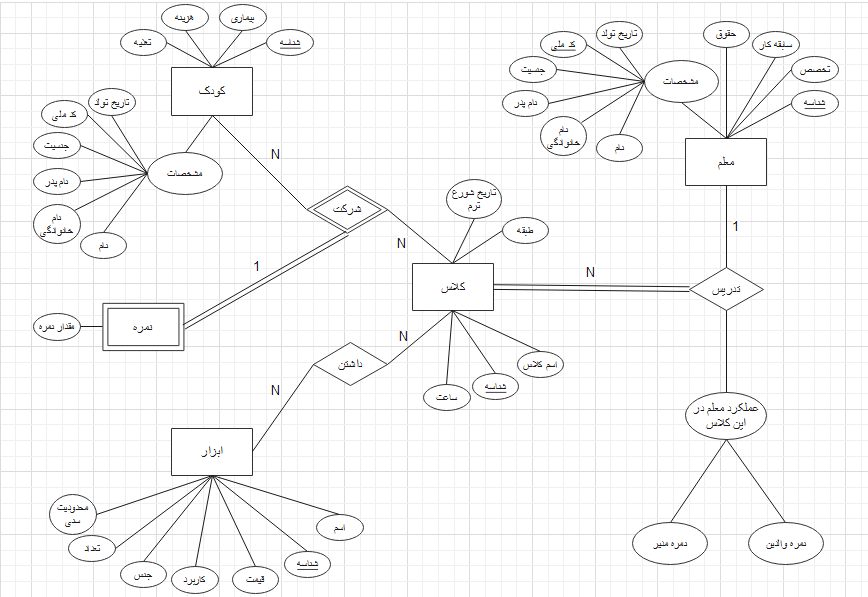 هزینه
بیماری
تغذیه
شناسه
کودک
تاریخ تولد
کد ملی
جنسیت
نام پدر
نام
خانوانگی
نام
مشخصات
تاریخ تولد
کد ملی
جنسیت
نام پدر
نام
خانوانگی
نام
مشخصات
حقوق
سابقه کار
تخصص
شناسه
معلم
N
شرکت
N
1
نمره
مقدار نمره
تاریخ شورع
ترم
طبقه
کلاس
N
1
تدریس
اسم کلاس
شناسه
ساعت
N
داشتن
N
ابزار
محدودیت
سنی
تعداد
جنس
کاربرد
قیمت
شناسه
اسم
عملکرد معلم در
این کلاس
نمره مدیر
نمره والدین